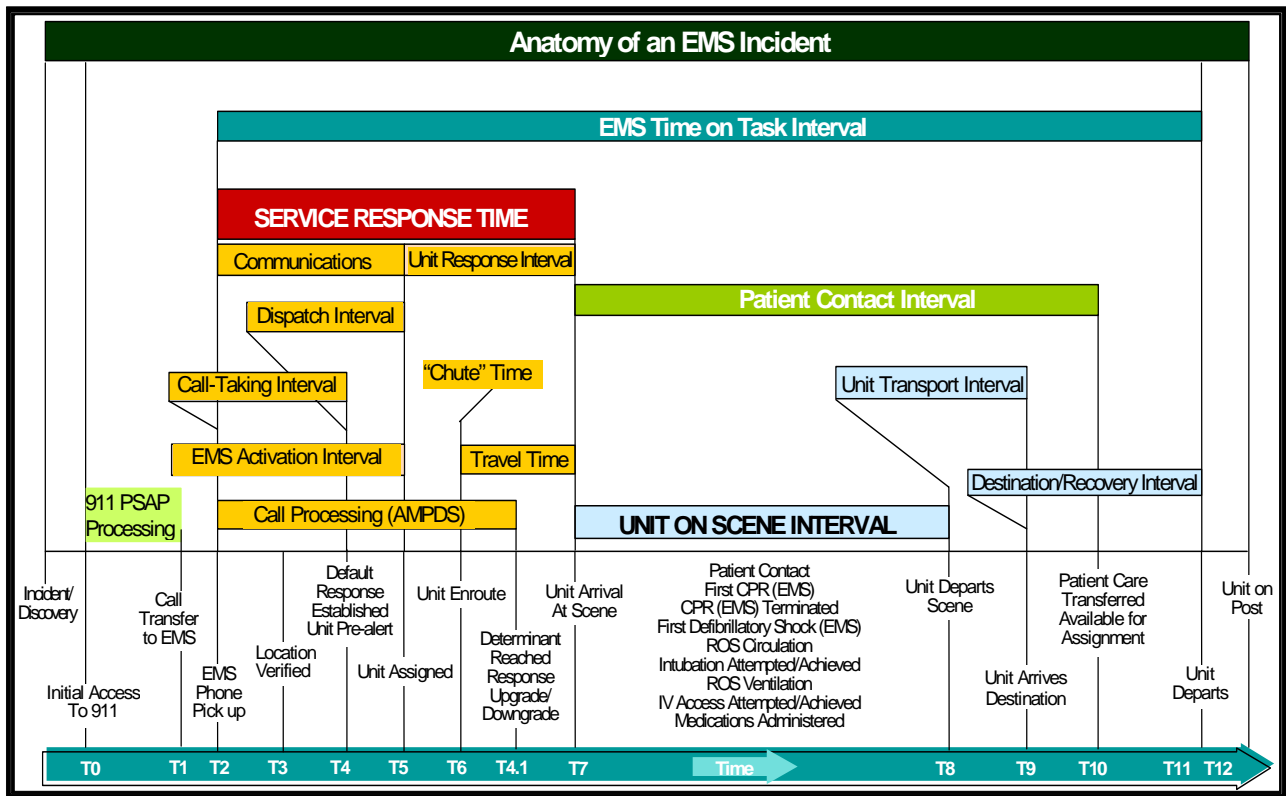 Anatomy of an EMS Incident
EMS Time on Task Interval
SERVICE RESPONSE TIME
Communications
Unit Response Interval
Patient Contact Interval
Dispatch Interval
"Chute" Time
Call-Taking Interval
Unit Transport Interval
EMS Activation Interval
Travel Time
Destination/Recovery Interval
911 PSAP
Processing
Call Processing (AMPDS)
UNIT ON SCENE INTERVAL
Incident/
Discovery
Initial Access
To 911
Call
Transfer
to EMS
EMS
Phone
Pick up
Location
Verified
Default
Response
Established
Unit Pre-alert
Unit Assigned
Unit Enroute
Determinant
Reached
Response
Upgrade/
Downgrade
Unit Arrival
At Scene
Patient Contact
First CPR (EMS)
CPR (EMS) Terminated
First Defibrillatory Shock (EMS)
ROS Circulation
Intubation Attempted/Achieved
ROS Ventilation
IV Access Attempted/Achieved
Medications Administered
Unit Departs
Scene
Unit Arrives
Destination
Patient Care
Transferred
Available for
Assignment
Unit
Departs
Unit on
Post
T0 T1 T2 T3 T4 T5 T6 T4.1 T7 Time T8 T9 T10 T11 T12